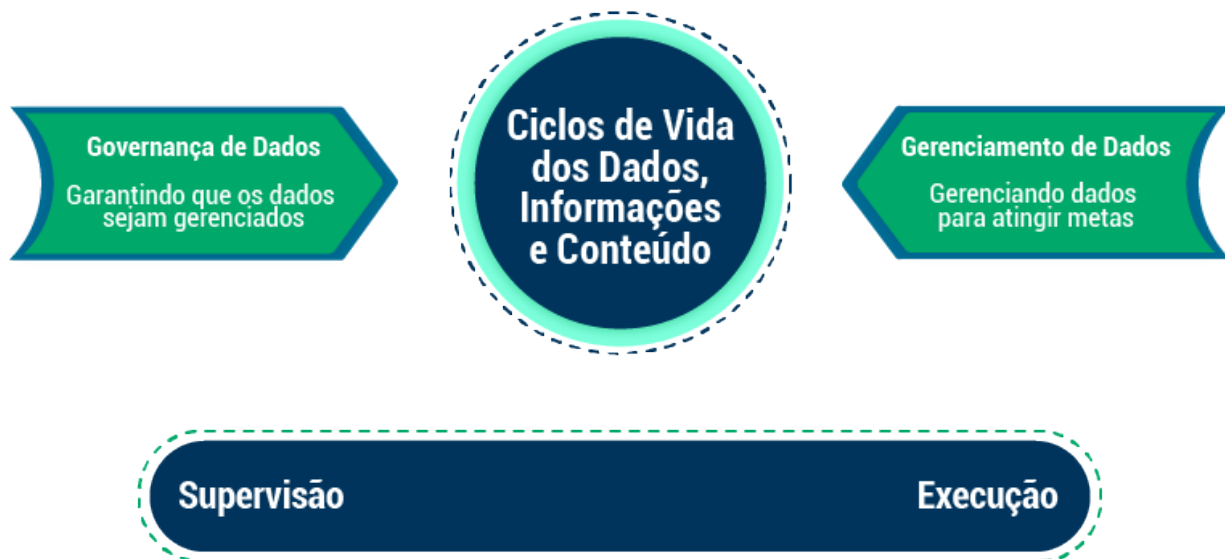 Governança de Dados
Garantindo que os dados
sejam gerenciados
Ciclos de Vida
dos Dados,
Informações
e Conteúdo
Gerenciamento de Dados
Gerenciando dados
para atingir metas
Supervisão
Execução